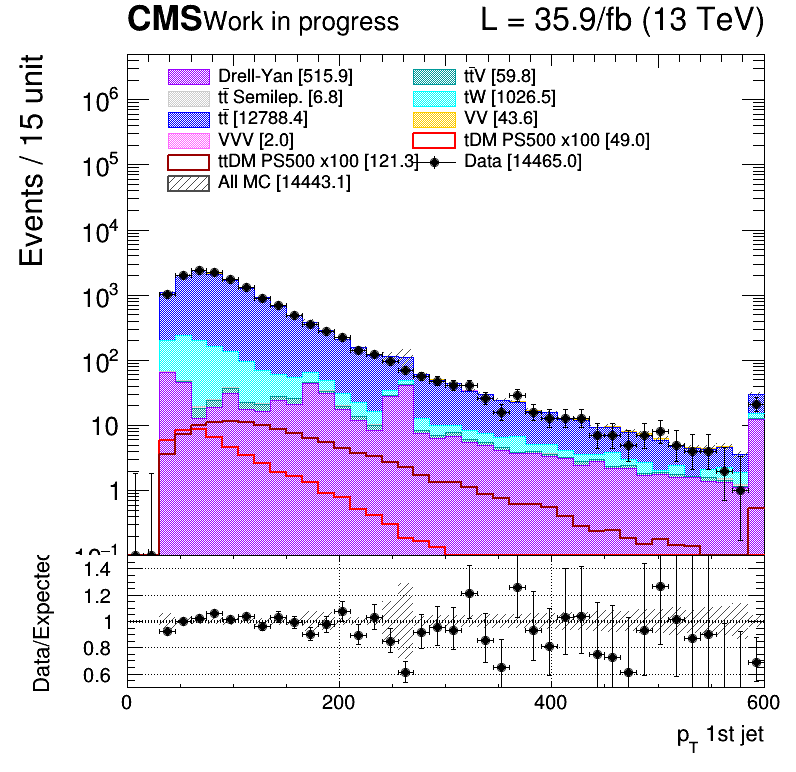 CMS Work in progress L = 35.9/fb (13 TeV)
Events / 15 unit
Drell-Yan [515.9] tt̄V [59.8]
tt̄ Semilep. [6.8] tW [1026.5]
tt̄ [12788.4] VV [43.6]
VVV [2.0] tDM PS500 x100 [49.0]
ttDM PS500 x100 [121.3] Data [14465.0]
All MC [14443.1]
10⁶
10⁵
10⁴
10³
10²
10
1
10⁻¹
Data/Expected
1.4
1.2
1
0.8
0.6
0 200 400 600
p_T 1st jet